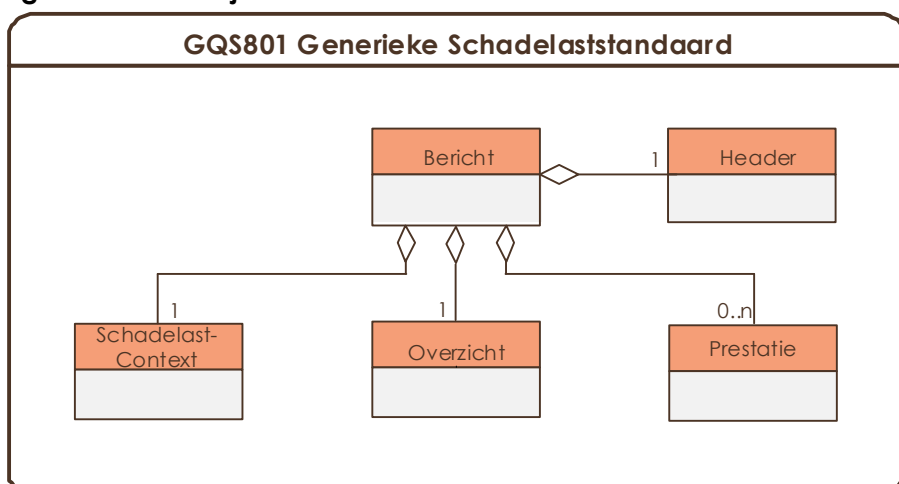 GQS801 Generieke Schadelaststandaard
Bericht
1
Header
1
1
0..n
Schadelast-
Context
Overzicht
Prestatie